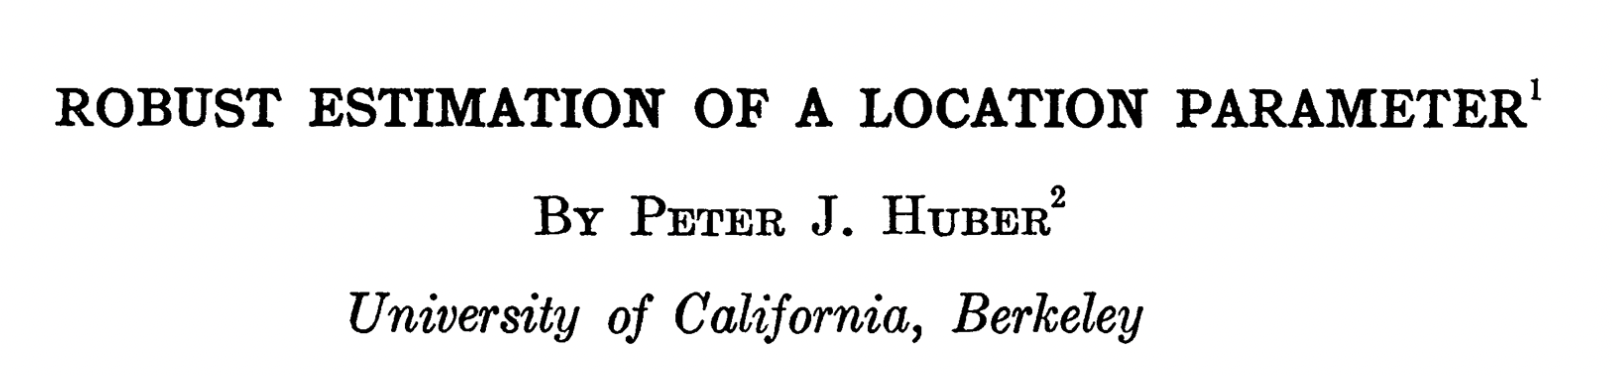 ROBUST ESTIMATION OF A LOCATION PARAMETER¹
By Peter J. Huber²
University of California, Berkeley